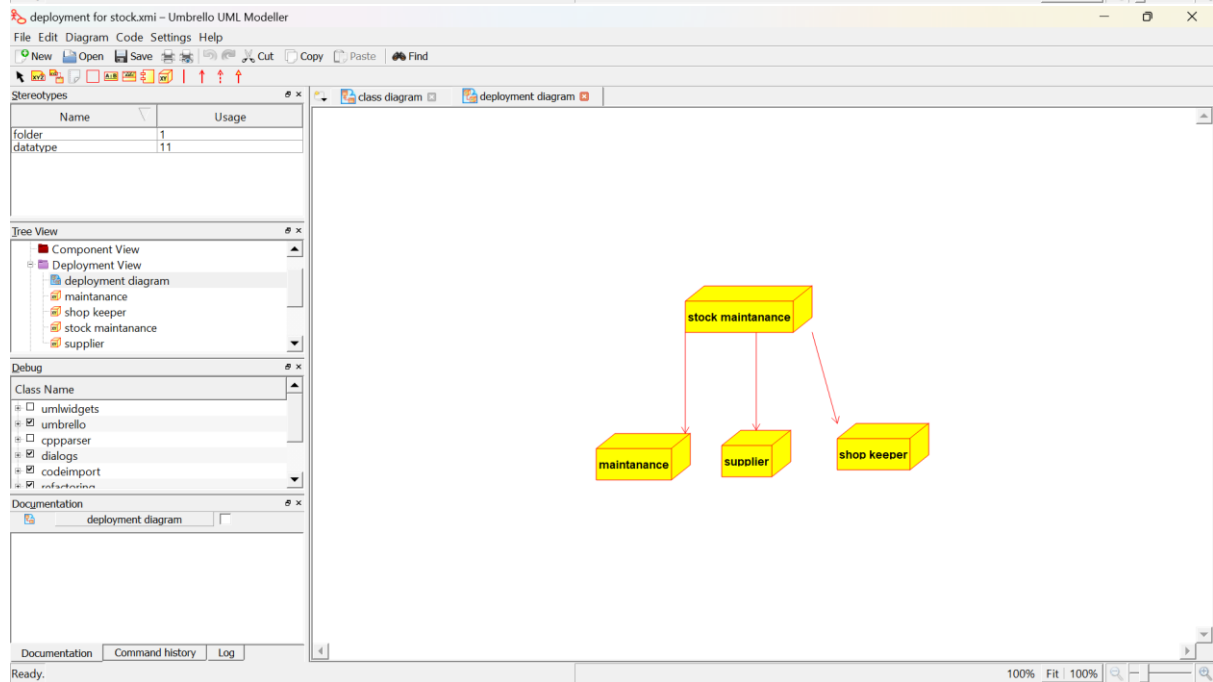 deployment for stock.xmi – Umbrello UML Modeller
File Edit Diagram Code Settings Help
New Open Save Cut Copy Paste Find
Stereotypes
Name Usage
folder 1
datatype 11
Tree View
Component View
Deployment View
deployment diagram
maintanance
shop keeper
stock maintanance
supplier
Debug
Class Name
umlwidgets
umbrello
cppparser
dialogs
codeimport
refactoring
Documentation
deployment diagram
Documentation Command history Log
Ready.
class diagram deployment diagram
stock maintanance
maintanance
supplier
shop keeper
100% Fit 100%